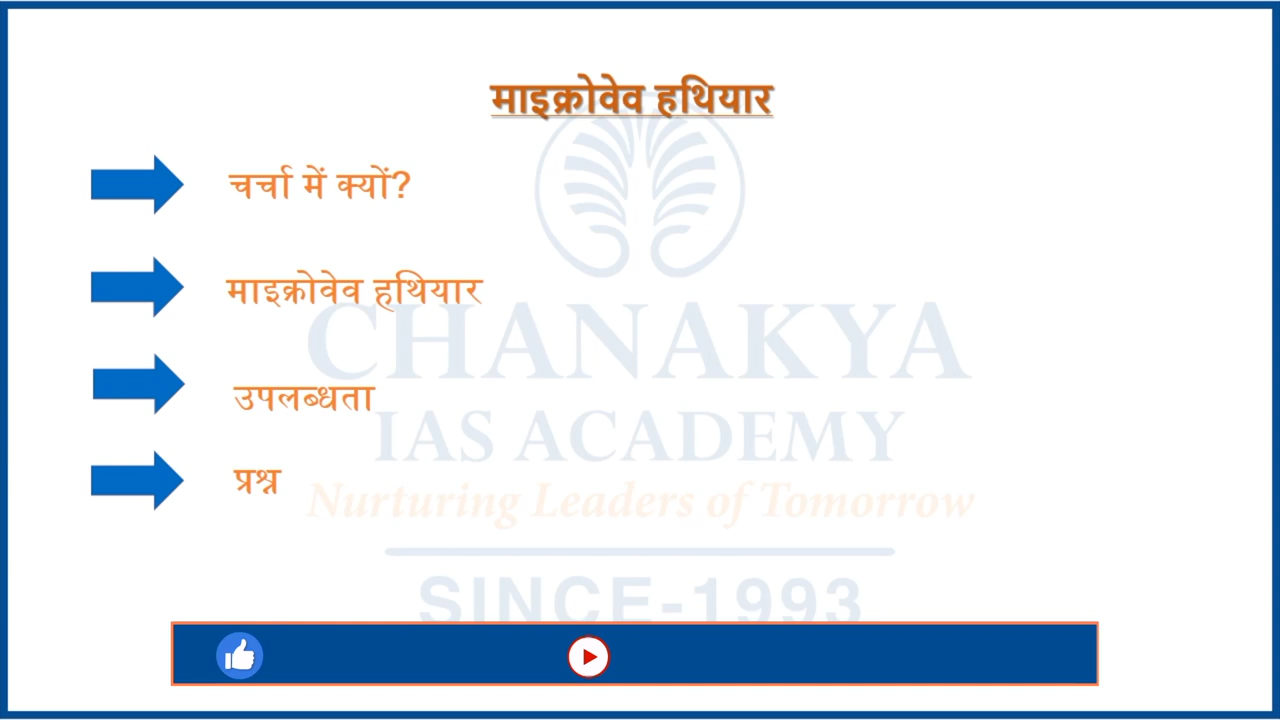 माइक्रोवेव हथियार
चर्चा में क्यों?
माइक्रोवेव हथियार
उपलब्धता
प्रश्न
CHANAKYA
IAS ACADEMY
Nurturing Leaders of Tomorrow
SINCE-1993